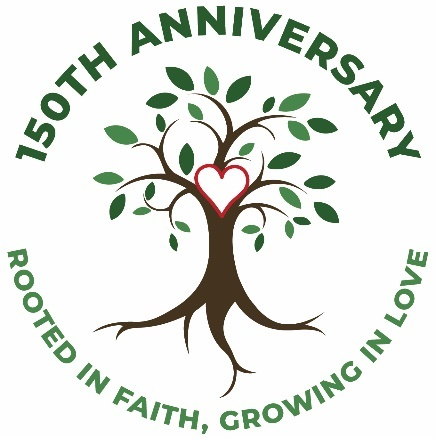 150TH ANNIVERSARY
ROOTED IN FAITH, GROWING IN LOVE